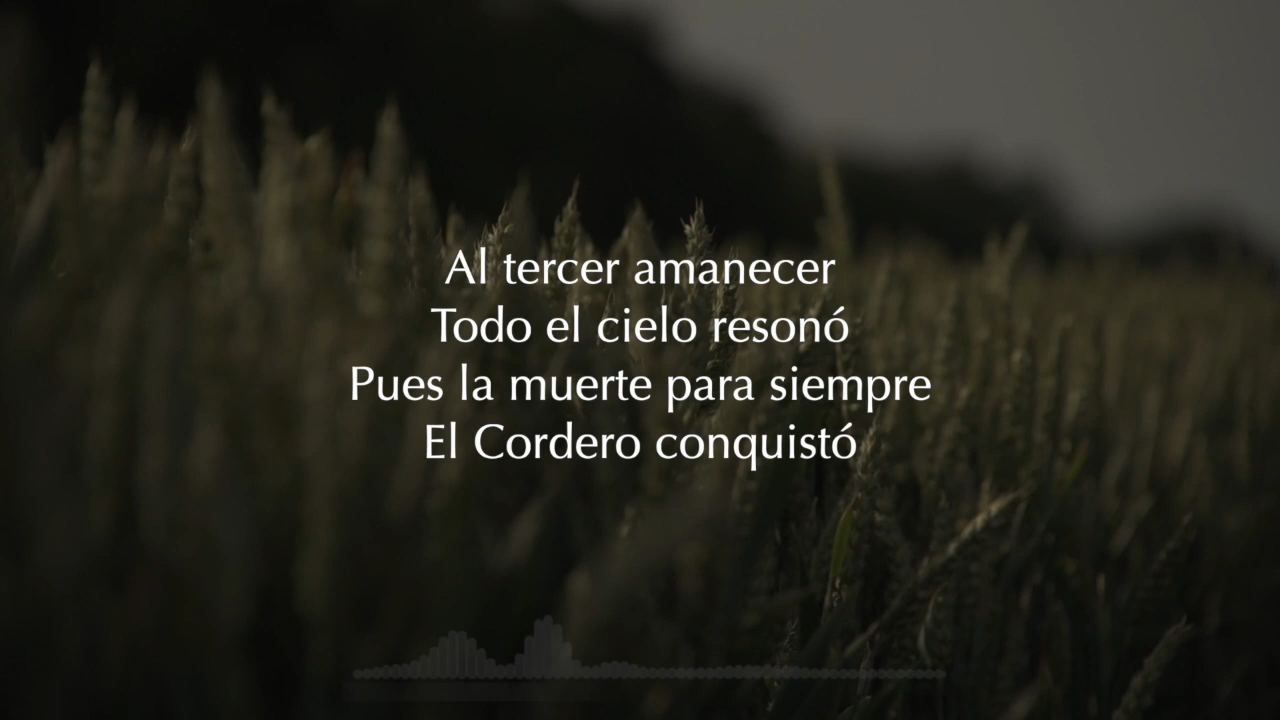 Al tercer amanecer
Todo el cielo resonó
Pues la muerte para siempre
El Cordero conquistó